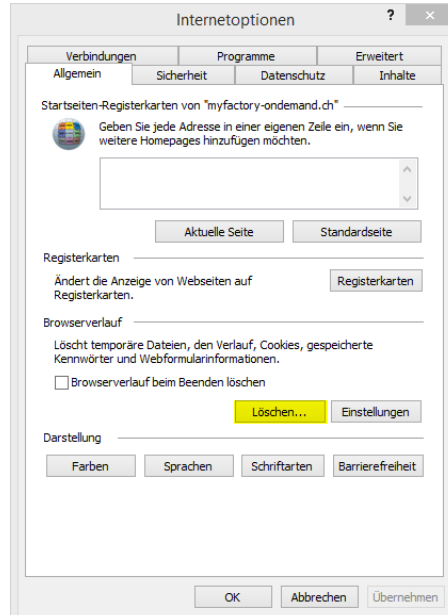 Internetoptionen
?
Verbindungen Programme Erweitert
Allgemein Sicherheit Datenschutz Inhalte
Startseiten-Registerkarten von "myfactory-ondemand.ch"
Geben Sie jede Adresse in einer eigenen Zeile ein, wenn Sie
weitere Homepages hinzufügen möchten.
Aktuelle Seite Standardseite
Registerkarten
Ändert die Anzeige von Webseiten auf
Registerkarten.
Registerkarten
Browserverlauf
Löscht temporäre Dateien, den Verlauf, Cookies, gespeicherte
Kennwörter und Webformularinformationen.
Browserverlauf beim Beenden löschen
Löschen... Einstellungen
Darstellung
Farben Sprachen Schriftarten Barrierefreiheit
OK Abbrechen Übernehmen